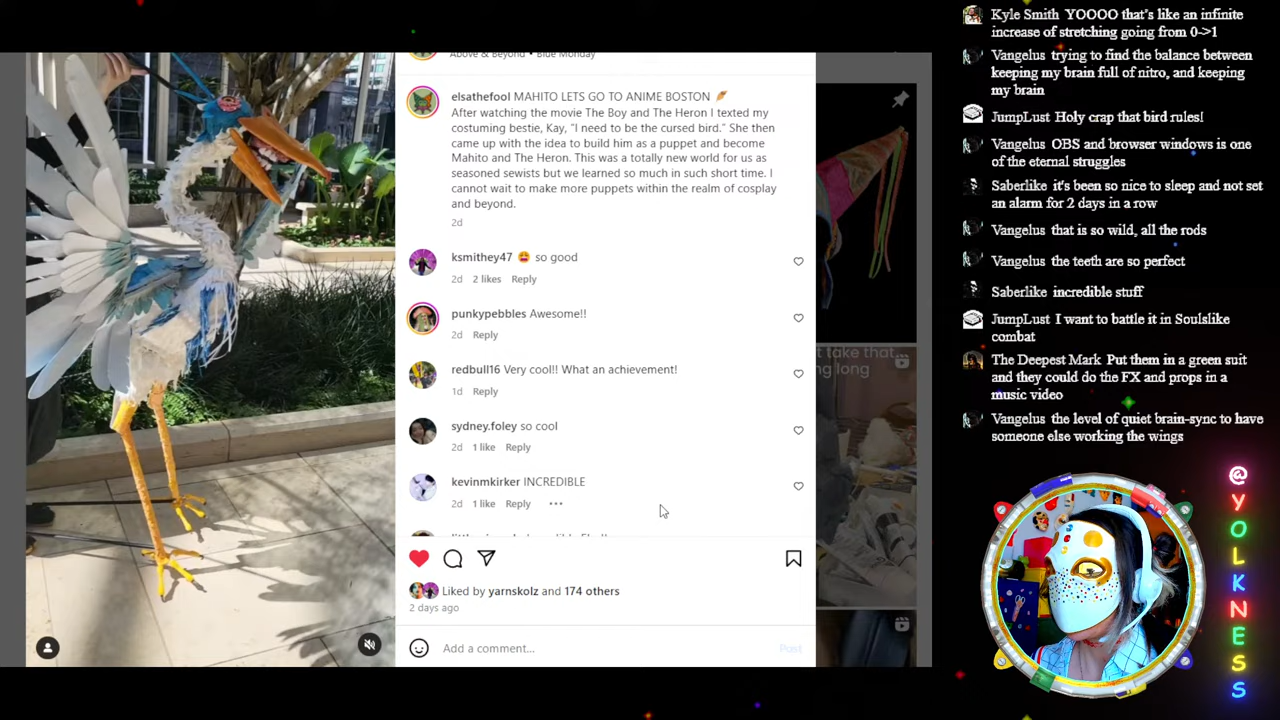 Above & Beyond • Blue Monday
elsathefool MAHITO LETS GO TO ANIME BOSTON
After watching the movie The Boy and The Heron I texted my
costuming bestie, Kay, "I need to be the cursed bird." She then
came up with the idea to build him as a puppet and become
Mahito and The Heron. This was a totally new world for us as
seasoned sewists but we learned so much in such short time. I
cannot wait to make more puppets within the realm of cosplay
and beyond.
2d
ksmithey47 🤩 so good
2d 2 likes Reply
punkypebbles Awesome!!
2d Reply
redbull16 Very cool!! What an achievement!
1d Reply
sydney.foley so cool
2d 1 like Reply
kevinmkirker INCREDIBLE
2d 1 like Reply •••
Liked by yarnskolz and 174 others
2 days ago
Add a comment...
Post
t take that...
ng long
Kyle Smith YOOOO that's like an infinite
increase of stretching going from 0->1
Vangelus trying to find the balance between
keeping my brain full of nitro, and keeping
my brain
JumpLust Holy crap that bird rules!
Vangelus OBS and browser windows is one
of the eternal struggles
Saberlike it's been so nice to sleep and not set
an alarm for 2 days in a row
Vangelus that is so wild, all the rods
Vangelus the teeth are so perfect
Saberlike incredible stuff
JumpLust I want to battle it in Soulslike
combat
The Deepest Mark Put them in a green suit
and they could do the FX and props in a
music video
Vangelus the level of quiet brain-sync to have
someone else working the wings
@YOLKNESS